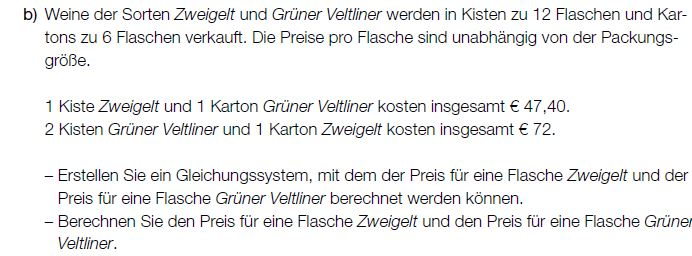 b) Weine der Sorten Zweigelt und Grüner Veltliner werden in Kisten zu 12 Flaschen und Kar-
tons zu 6 Flaschen verkauft. Die Preise pro Flasche sind unabhängig von der Packungs-
größe.
1 Kiste Zweigelt und 1 Karton Grüner Veltliner kosten insgesamt € 47,40.
2 Kisten Grüner Veltliner und 1 Karton Zweigelt kosten insgesamt € 72.
– Erstellen Sie ein Gleichungssystem, mit dem der Preis für eine Flasche Zweigelt und der
Preis für eine Flasche Grüner Veltliner berechnet werden können.
– Berechnen Sie den Preis für eine Flasche Zweigelt und den Preis für eine Flasche Grüner
Veltliner.